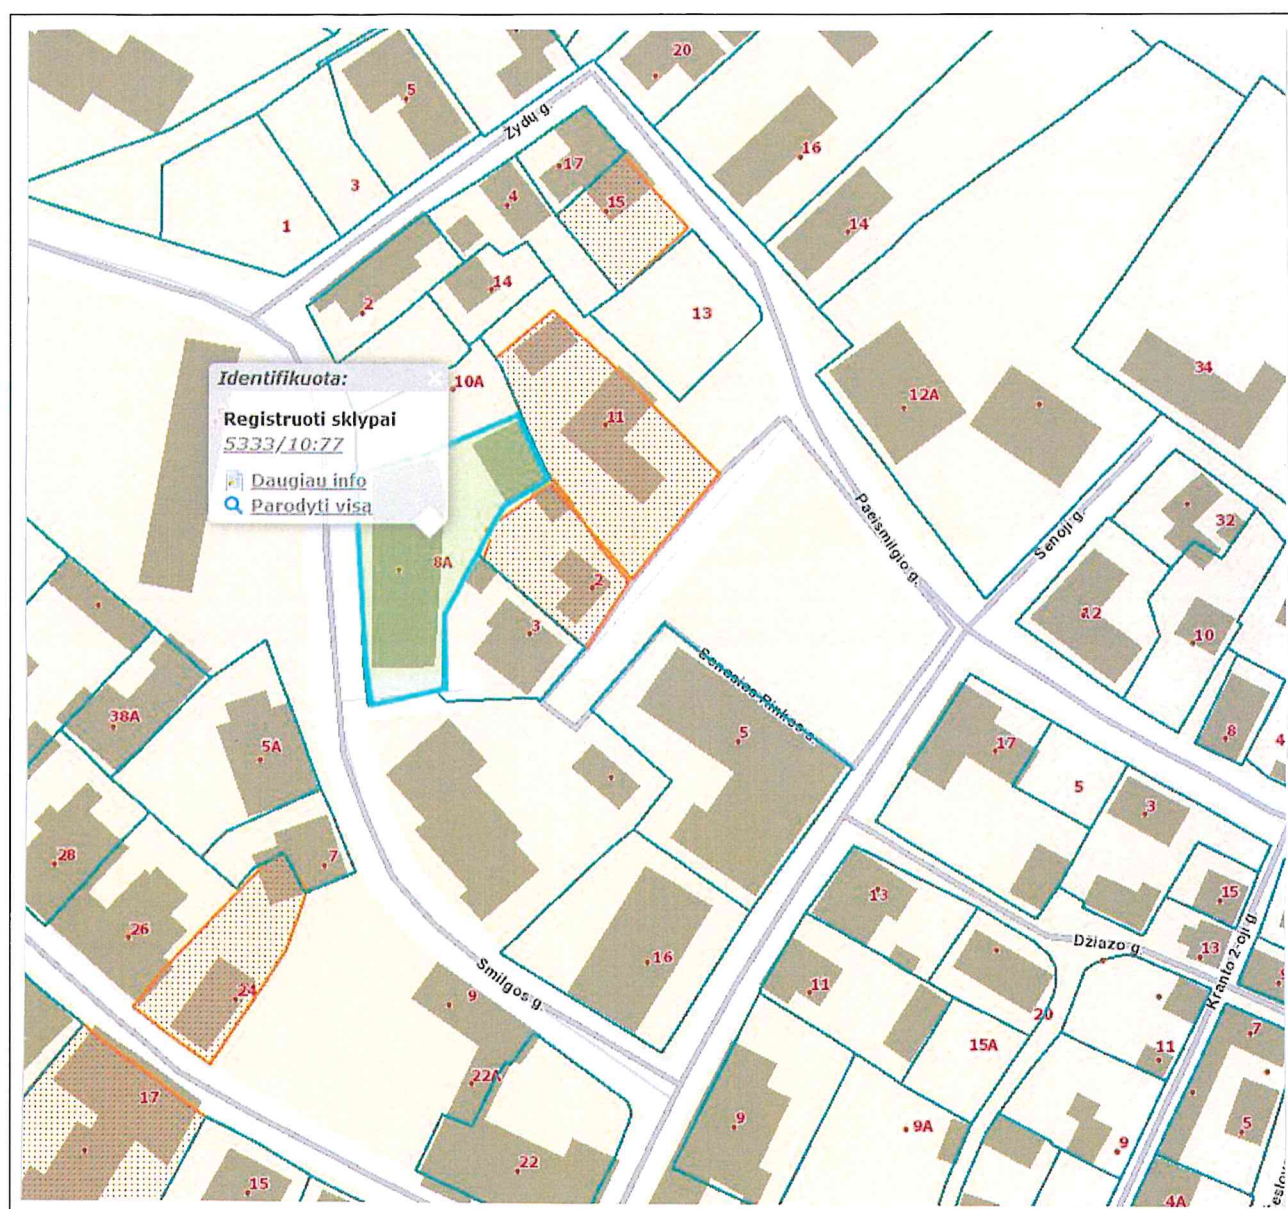 20
5
Žydų g.
16
17
3
4
15
14
1
14
2
13
34
Identifikuota:
10A
12A
Registruoti sklypai
11
5333/10:77
Daugiau info
Parodyti visą
Paeismilgio g.
Senoji g.
32
8A
2
12
3
10
Senosios Rinkos a.
38A
5
17
8
4
5A
5
3
28
7
13
15
26
Džiazo g.
13
16
Kranto 2-oji g
24
Smilgos g.
9
11
20
7
15A
11
22A
17
9
9A
5
9
22
15
4A